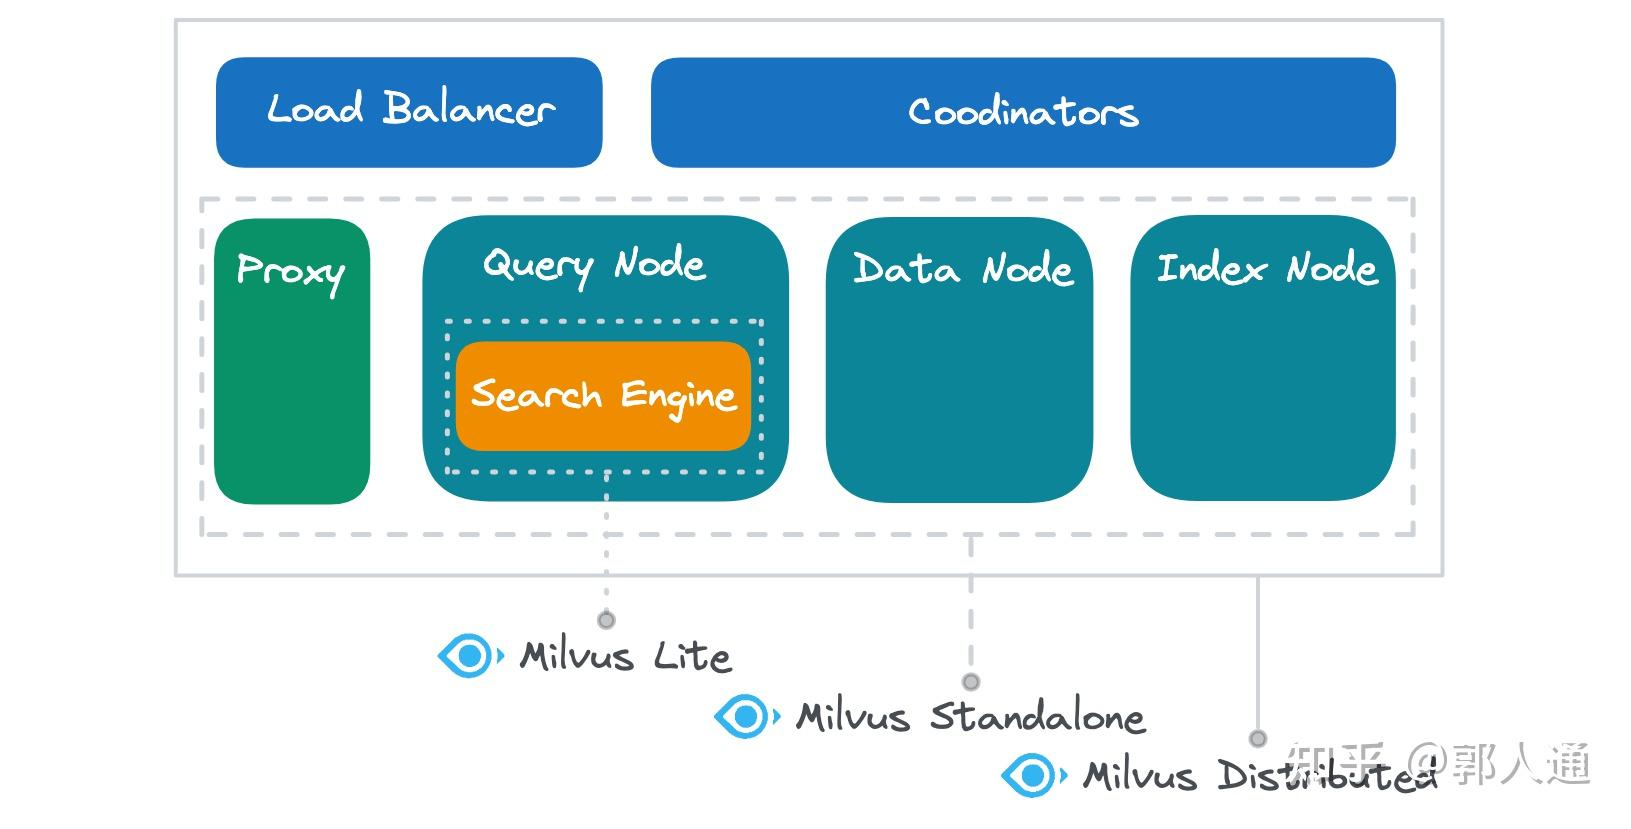 Load Balancer
Coodinators
Proxy
Query Node
Data Node
Index Node
Search Engine
Milvus Lite
Milvus Standalone
Milvus Distributed
知乎 @郭人通